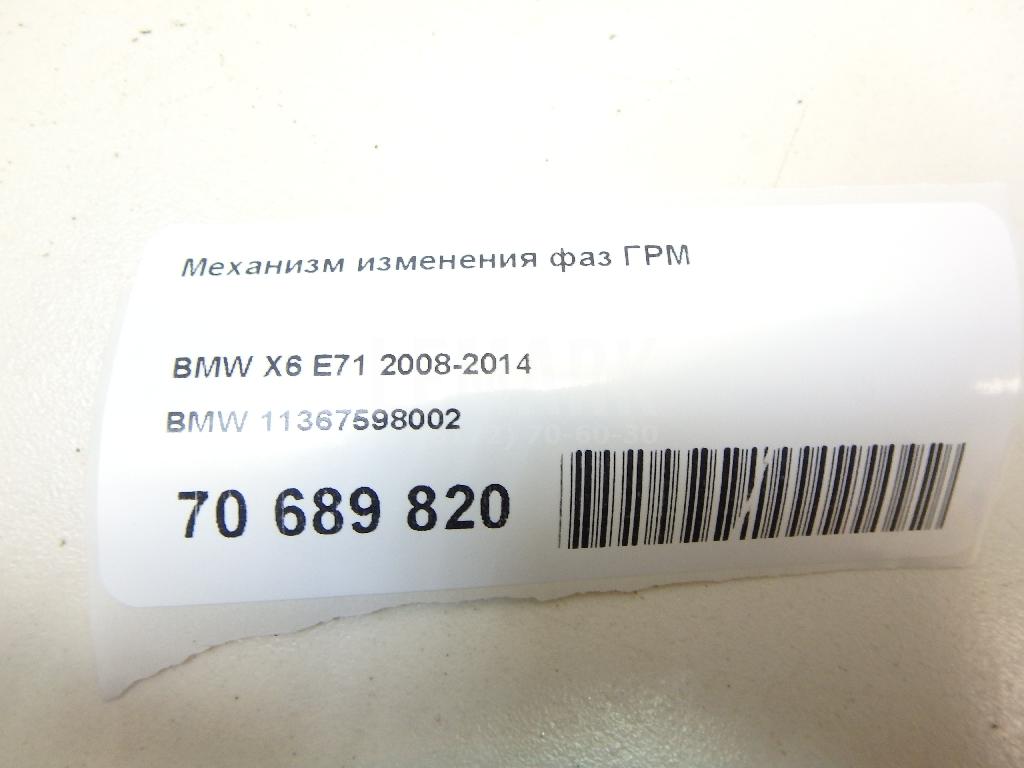 Механизм изменения фаз ГРМ
BMW X6 E71 2008-2014
BMW 11367598002
70 689 820